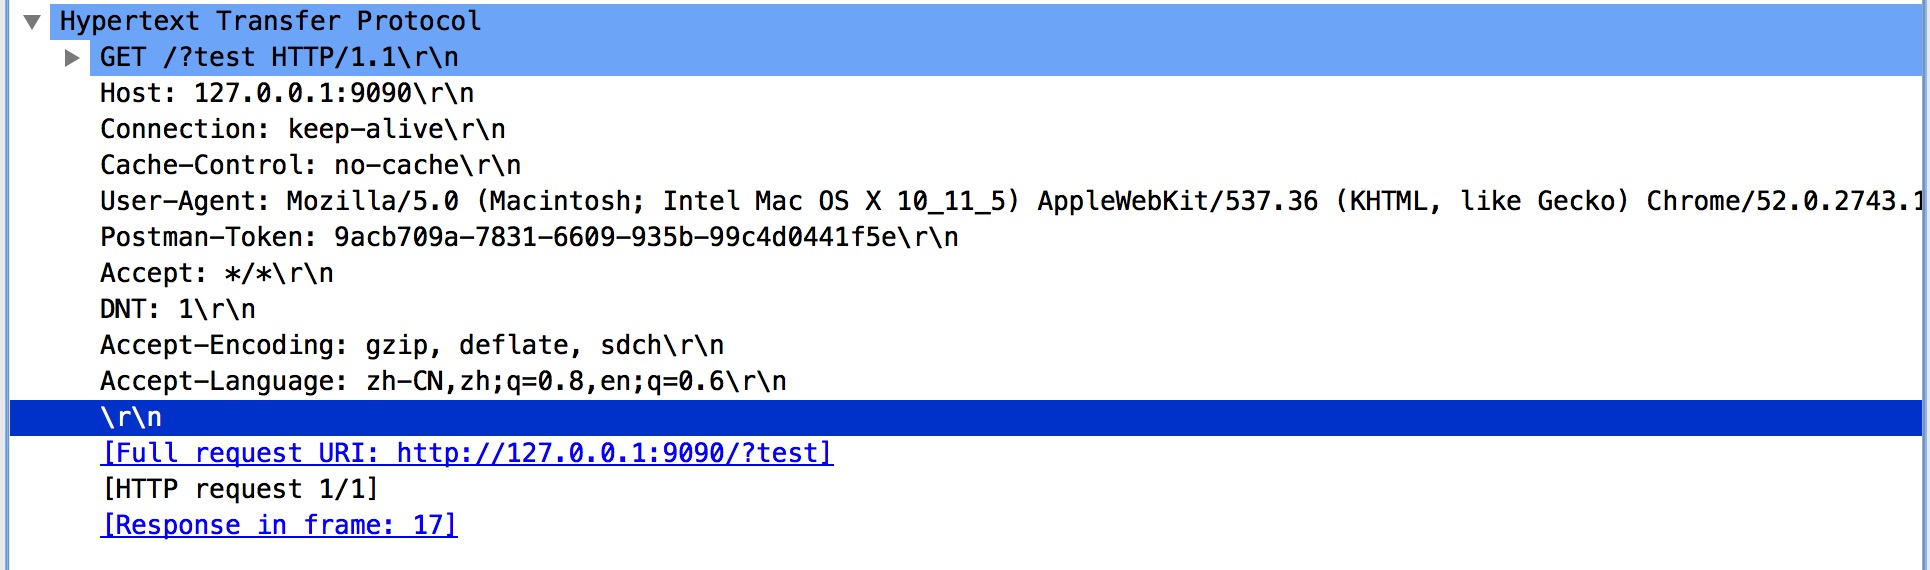 Hypertext Transfer Protocol
GET /?test HTTP/1.1\r\n
Host: 127.0.0.1:9090\r\n
Connection: keep-alive\r\n
Cache-Control: no-cache\r\n
User-Agent: Mozilla/5.0 (Macintosh; Intel Mac OS X 10_11_5) AppleWebKit/537.36 (KHTML, like Gecko) Chrome/52.0.2743.1
Postman-Token: 9acb709a-7831-6609-935b-99c4d0441f5e\r\n
Accept: */*\r\n
DNT: 1\r\n
Accept-Encoding: gzip, deflate, sdch\r\n
Accept-Language: zh-CN,zh;q=0.8,en;q=0.6\r\n
\r\n
[Full request URI: http://127.0.0.1:9090/?test]
[HTTP request 1/1]
[Response in frame: 17]